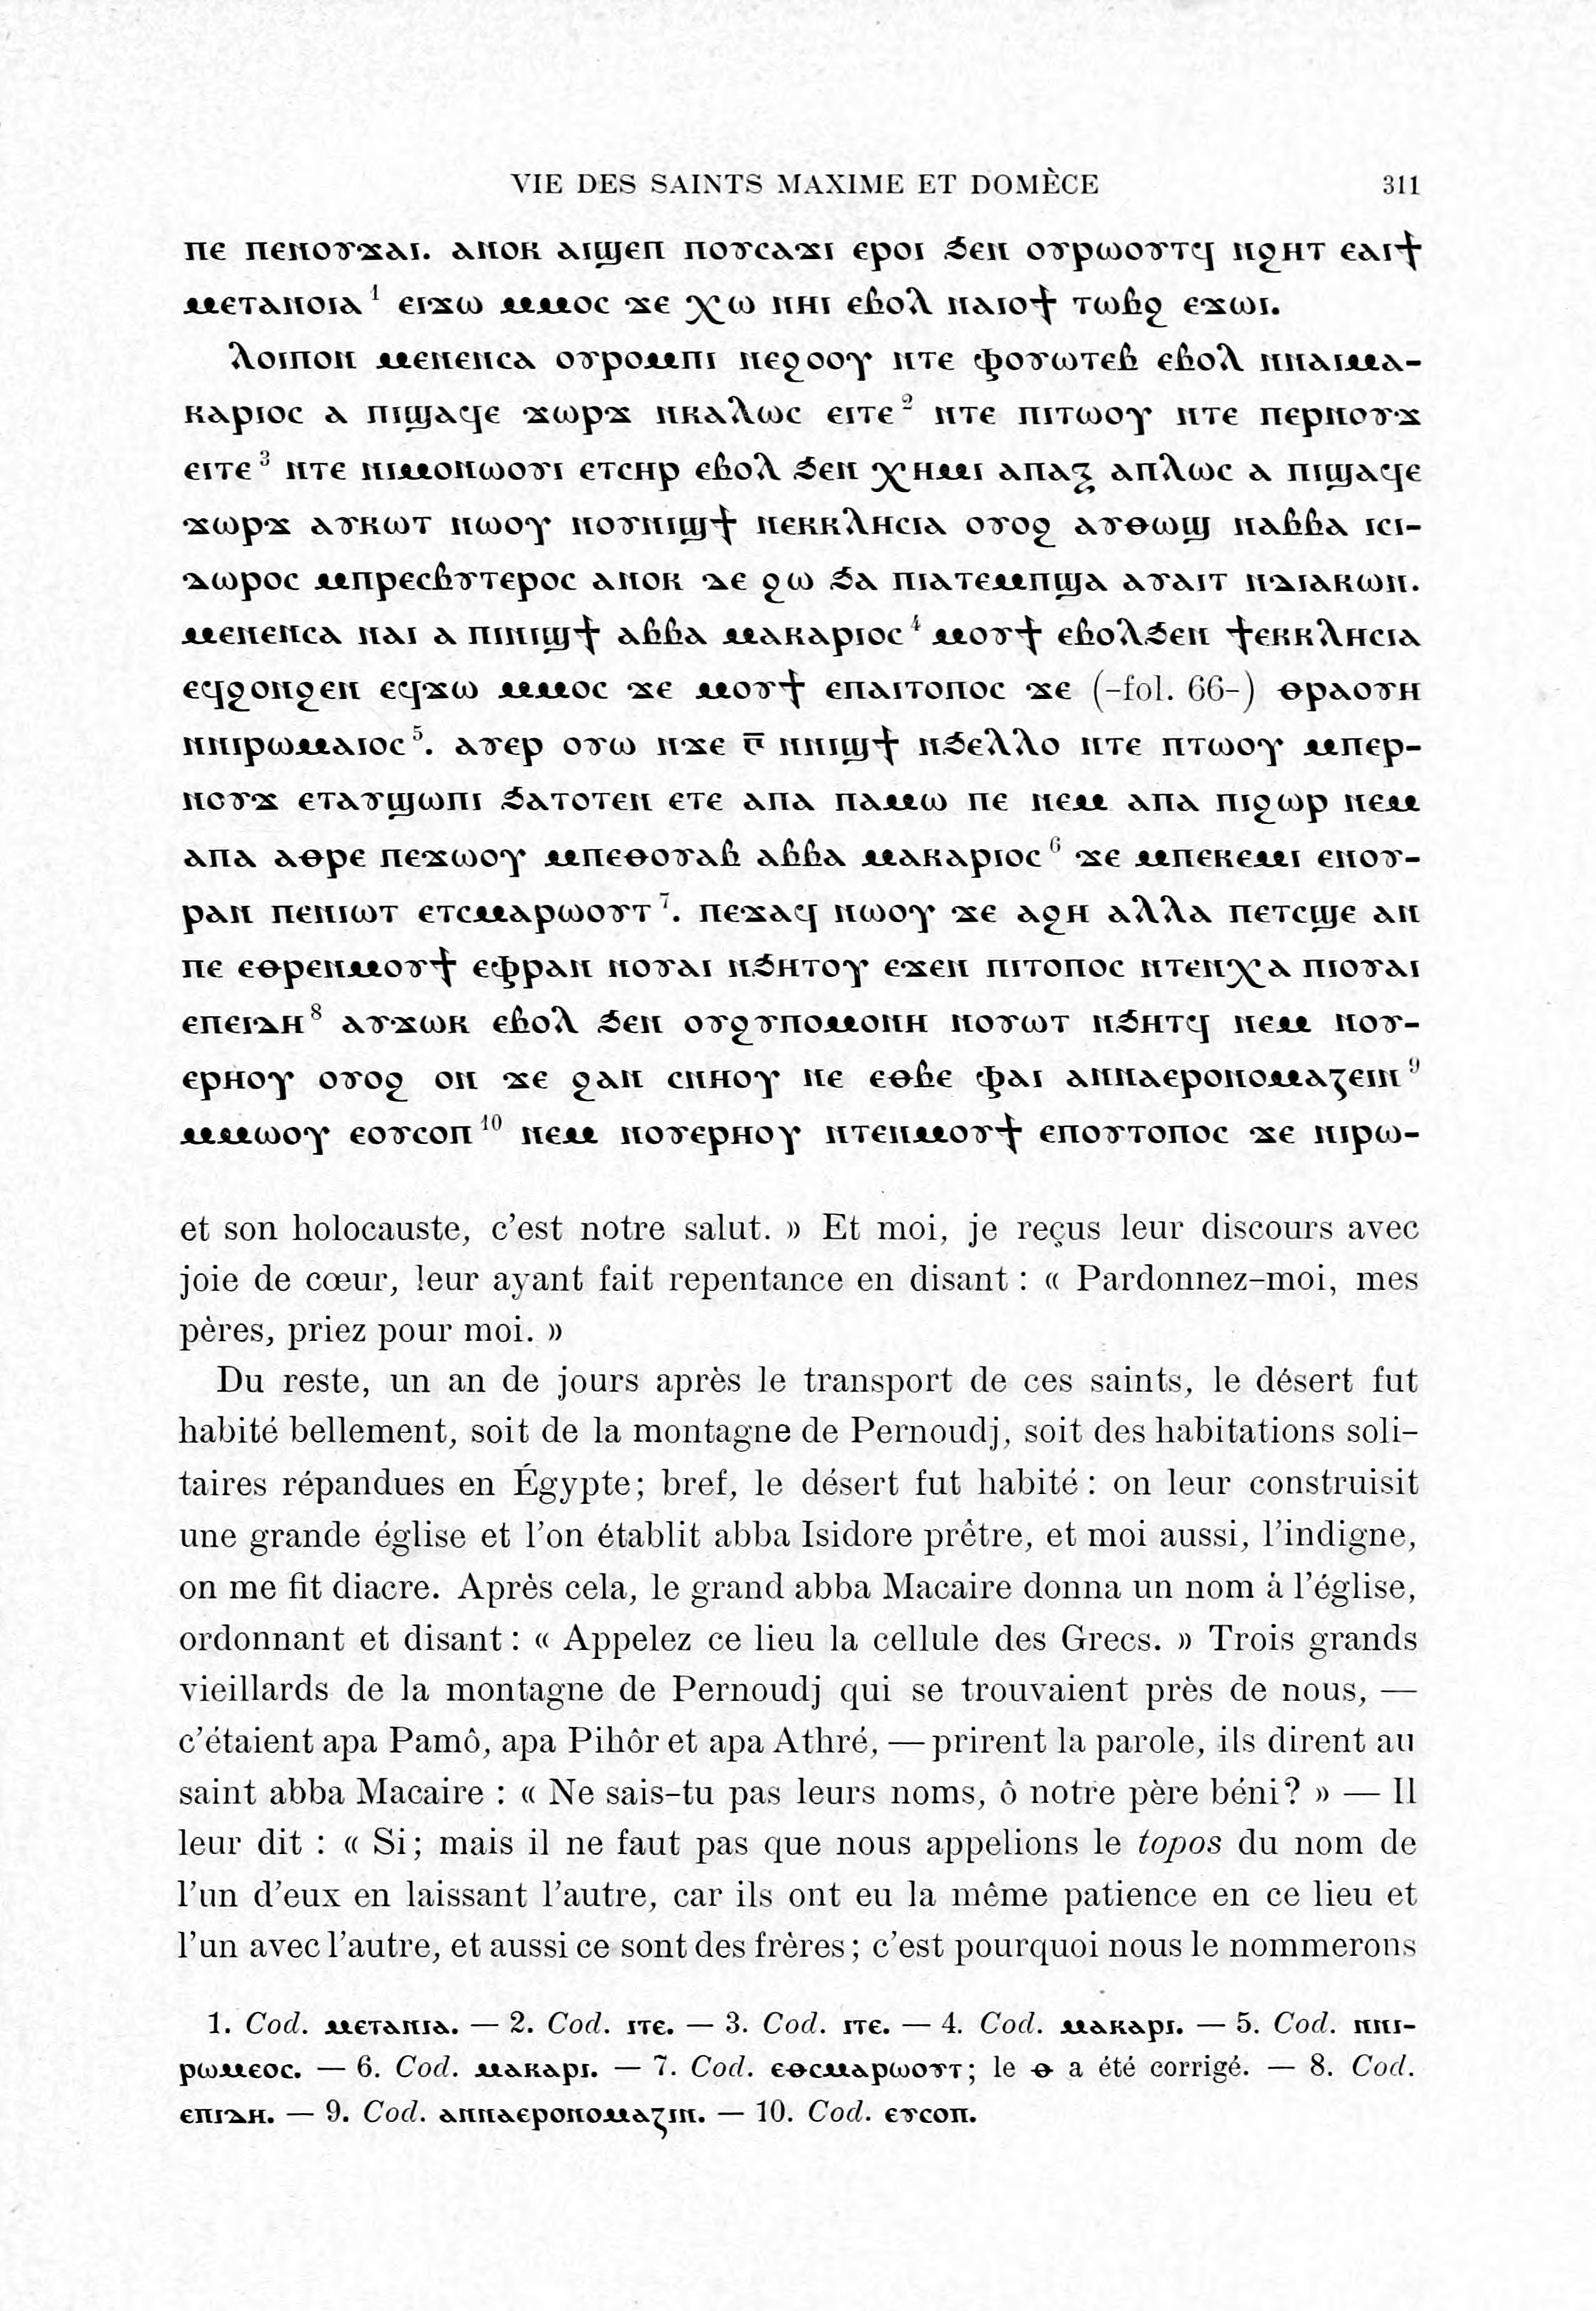 VIE DES SAINTS MAXIME ET DOMÈCE 311
ⲡⲉ ⲡⲉⲛⲟⲩϫⲁⲓ. ⲁⲛⲟⲕ ⲁⲓϣⲉⲡ ⲡⲟⲩⲥⲁϫⲓ ⲉⲣⲟⲓ ϧⲉⲛ ⲟⲩⲣⲱⲟⲩⲧϥ ⲛϩⲏⲧ ⲉⲁⲓϯ
ⲙⲉⲧⲁⲛⲟⲓⲁ ¹ ⲉⲓϫⲱ ⲙⲙⲟⲥ ϫⲉ ⲭⲱ ⲛⲏⲓ ⲉⲃⲟⲗ ⲛⲁⲓⲟϯ ⲧⲱⲃϩ ⲉϫⲱⲓ.
ⲗⲟⲓⲡⲟⲛ ⲙⲉⲛⲉⲛⲥⲁ ⲟⲩⲣⲟⲙⲡⲓ ⲛⲉϩⲟⲟⲩ ⲛⲧⲉ ⲫⲟⲩⲱⲧⲉⲃ ⲉⲃⲟⲗ ⲛⲛⲁⲓⲙⲁ-
ⲕⲁⲣⲓⲟⲥ ⲁ ⲡⲓϣⲁϥⲉ ϫⲱⲣϫ ⲛⲕⲁⲗⲱⲥ ⲉⲓⲧⲉ ² ⲛⲧⲉ ⲡⲓⲧⲱⲟⲩ ⲛⲧⲉ ⲡⲉⲣⲛⲟⲩϫ
ⲉⲓⲧⲉ ³ ⲛⲧⲉ ⲛⲓⲙⲟⲛⲱⲟⲩⲓ ⲉⲧⲥⲏⲣ ⲉⲃⲟⲗ ϧⲉⲛ ⲭⲏⲙⲓ ⲁⲡⲁⲝ ⲁⲡⲗⲱⲥ ⲁ ⲡⲓϣⲁϥⲉ
ϫⲱⲣϫ ⲁⲩⲕⲱⲧ ⲛⲱⲟⲩ ⲛⲟⲩⲛⲓϣϯ ⲛⲉⲕⲕⲗⲏⲥⲓⲁ ⲟⲩⲟϩ ⲁⲩⲑⲱϣ ⲛⲁⲃⲃⲁ ⲓⲥⲓ-
ⲇⲱⲣⲟⲥ ⲙⲡⲣⲉⲥⲃⲩⲧⲉⲣⲟⲥ ⲁⲛⲟⲕ ⲇⲉ ϩⲱ ϧⲁ ⲡⲓⲁⲧⲉⲙⲡϣⲁ ⲁⲩⲁⲓⲧ ⲛⲇⲓⲁⲕⲱⲛ.
ⲙⲉⲛⲉⲛⲥⲁ ⲛⲁⲓ ⲁ ⲡⲓⲛⲓϣϯ ⲁⲃⲃⲁ ⲙⲁⲕⲁⲣⲓⲟⲥ ⁴ ⲙⲟⲩϯ ⲉⲃⲟⲗϧⲉⲛ ϯⲉⲕⲕⲗⲏⲥⲓⲁ
ⲉϥϩⲟⲛϩⲉⲛ ⲉϥϫⲱ ⲙⲙⲟⲥ ϫⲉ ⲙⲟⲩϯ ⲉⲡⲁⲓⲧⲟⲡⲟⲥ ϫⲉ (-fol. 66-) ⲑⲣⲁⲟⲩⲏ
ⲛⲛⲓⲣⲱⲙⲁⲓⲟⲥ ⁵. ⲁⲩⲉⲣ ⲟⲩⲱ ⲛϫⲉ ⲅ̅ ⲛⲛⲓϣϯ ⲛϧⲉⲗⲗⲟ ⲛⲧⲉ ⲡⲧⲱⲟⲩ ⲙⲡⲉⲣ-
ⲛⲟⲩϫ ⲉⲧⲁⲩϣⲱⲡⲓ ϧⲁⲧⲟⲧⲉⲛ ⲉⲧⲉ ⲁⲡⲁ ⲡⲁⲙⲱ ⲡⲉ ⲛⲉⲙ ⲁⲡⲁ ⲡⲓϩⲱⲣ ⲛⲉⲙ
ⲁⲡⲁ ⲁⲑⲣⲉ ⲡⲉϫⲱⲟⲩ ⲙⲡⲉⲑⲟⲩⲁⲃ ⲁⲃⲃⲁ ⲙⲁⲕⲁⲣⲓⲟⲥ ⁶ ϫⲉ ⲙⲡⲉⲕⲉⲙⲓ ⲉⲛⲟⲩ-
ⲣⲁⲛ ⲡⲉⲛⲓⲱⲧ ⲉⲧⲥⲙⲁⲣⲱⲟⲩⲧ ⁷. ⲡⲉϫⲁϥ ⲛⲱⲟⲩ ϫⲉ ⲁϩⲏ ⲁⲗⲗⲁ ⲡⲉⲧⲥϣⲉ ⲁⲛ
ⲡⲉ ⲉⲑⲣⲉⲛⲙⲟⲩϯ ⲉⲫⲣⲁⲛ ⲛⲟⲩⲁⲓ ⲛϧⲏⲧⲟⲩ ⲉϫⲉⲛ ⲡⲓⲧⲟⲡⲟⲥ ⲛⲧⲉⲛⲭⲁ ⲡⲓⲟⲩⲁⲓ
ⲉⲡⲉⲓⲇⲏ ⁸ ⲁⲩϫⲱⲕ ⲉⲃⲟⲗ ϧⲉⲛ ⲟⲩϩⲩⲡⲟⲙⲟⲛⲏ ⲛⲟⲩⲱⲧ ⲛϧⲏⲧϥ ⲛⲉⲙ ⲛⲟⲩ-
ⲉⲣⲏⲟⲩ ⲟⲩⲟϩ ⲟⲛ ϫⲉ ϩⲁⲛ ⲥⲛⲏⲟⲩ ⲛⲉ ⲉⲑⲃⲉ ⲫⲁⲓ ⲁⲛⲛⲁⲉⲣⲟⲛⲟⲙⲁⲍⲉⲓⲛ ⁹
ⲙⲙⲱⲟⲩ ⲉⲟⲩⲥⲟⲡ ¹⁰ ⲛⲉⲙ ⲛⲟⲩⲉⲣⲏⲟⲩ ⲛⲧⲉⲛⲙⲟⲩϯ ⲉⲡⲟⲩⲧⲟⲡⲟⲥ ϫⲉ ⲛⲓⲣⲱ-
et son holocauste, c'est notre salut. » Et moi, je reçus leur discours avec
joie de cœur, leur ayant fait repentance en disant : « Pardonnez-moi, mes
pères, priez pour moi. »
Du reste, un an de jours après le transport de ces saints, le désert fut
habité bellement, soit de la montagne de Pernoudj, soit des habitations soli-
taires répandues en Égypte; bref, le désert fut habité : on leur construisit
une grande église et l'on établit abba Isidore prêtre, et moi aussi, l'indigne,
on me fit diacre. Après cela, le grand abba Macaire donna un nom à l'église,
ordonnant et disant : « Appelez ce lieu la cellule des Grecs. » Trois grands
vieillards de la montagne de Pernoudj qui se trouvaient près de nous, —
c'étaient apa Pamô, apa Pihôr et apa Athré, — prirent la parole, ils dirent au
saint abba Macaire : « Ne sais-tu pas leurs noms, ô notre père béni? » — Il
leur dit : « Si; mais il ne faut pas que nous appelions le topos du nom de
l'un d'eux en laissant l'autre, car ils ont eu la même patience en ce lieu et
l'un avec l'autre, et aussi ce sont des frères; c'est pourquoi nous le nommerons
1. Cod. ⲙⲉⲧⲁⲛⲓⲁ. — 2. Cod. ⲓⲧⲉ. — 3. Cod. ⲓⲧⲉ. — 4. Cod. ⲙⲁⲕⲁⲣⲓ. — 5. Cod. ⲛⲛⲓ-
ⲣⲱⲙⲉⲟⲥ. — 6. Cod. ⲙⲁⲕⲁⲣⲓ. — 7. Cod. ⲉⲑⲥⲙⲁⲣⲱⲟⲩⲧ; le ⲑ a été corrigé. — 8. Cod.
ⲉⲡⲓⲇⲏ. — 9. Cod. ⲁⲛⲛⲁⲉⲣⲟⲛⲟⲙⲁⲍⲓⲛ. — 10. Cod. ⲉⲩⲥⲟⲡ.